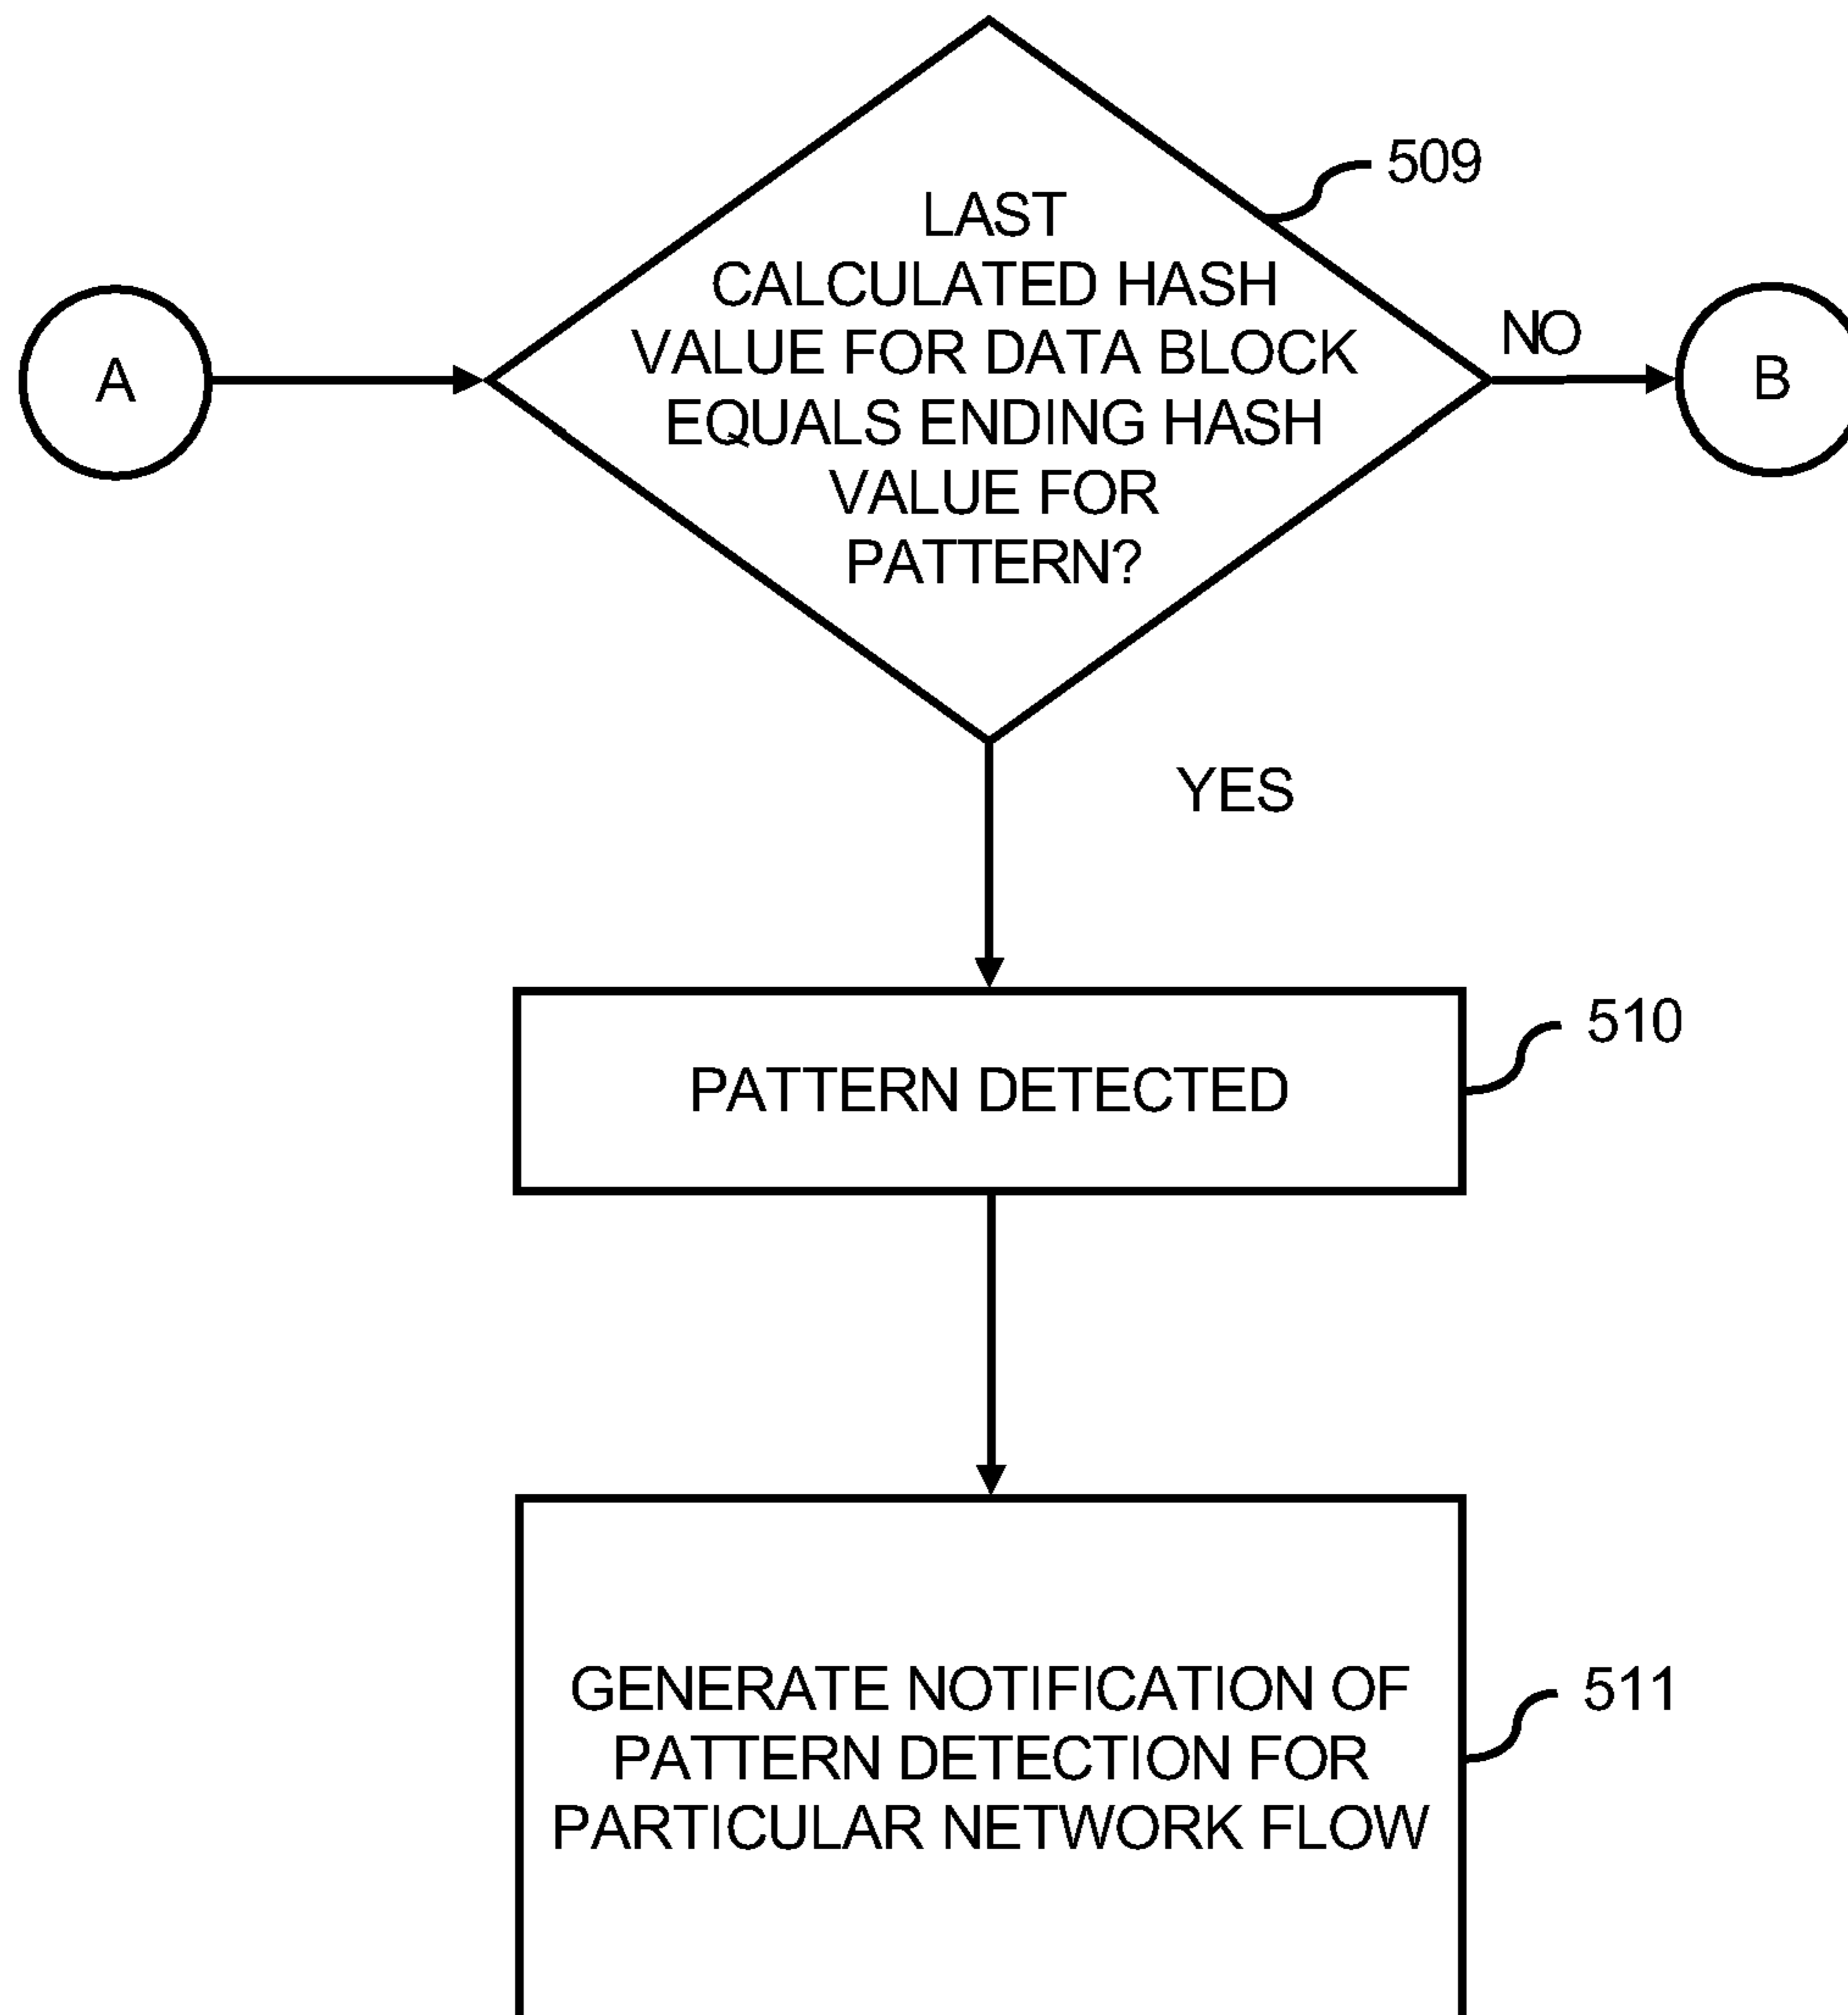 509
LAST
CALCULATED HASH
VALUE FOR DATA BLOCK
EQUALS ENDING HASH
VALUE FOR
PATTERN?
A
NO
B
YES
510
PATTERN DETECTED
GENERATE NOTIFICATION OF
PATTERN DETECTION FOR
PARTICULAR NETWORK FLOW
511